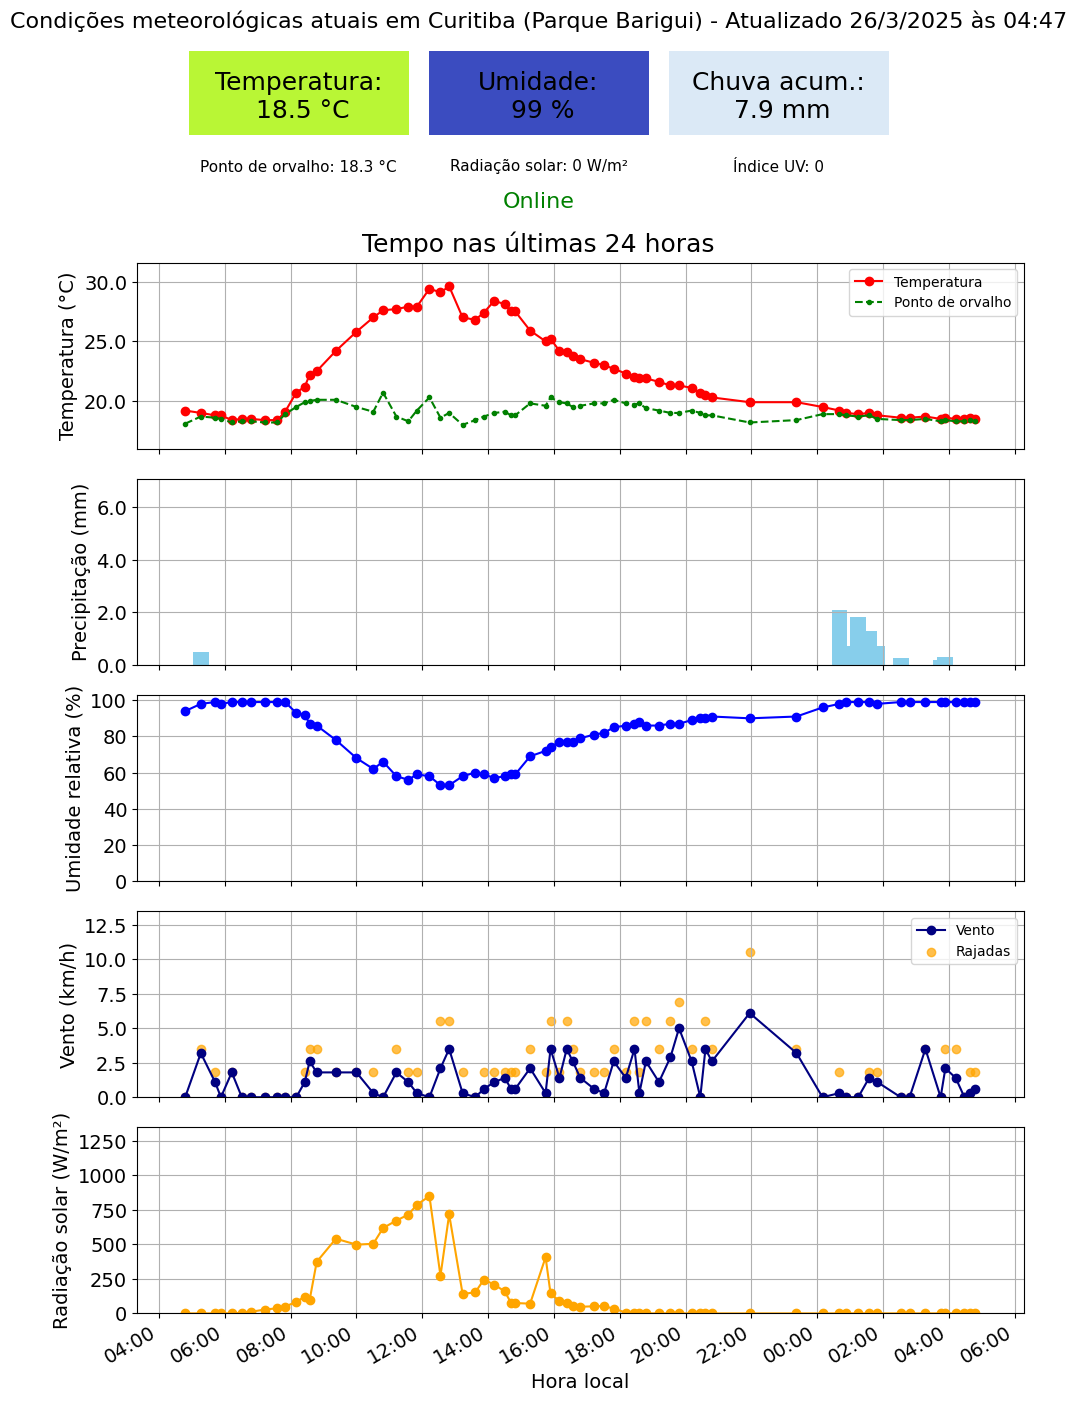 Condições meteorológicas atuais em Curitiba (Parque Barigui) - Atualizado 26/3/2025 às 04:47
Temperatura:
18.5 °C
Umidade:
99 %
Chuva acum.:
7.9 mm
Ponto de orvalho: 18.3 °C
Radiação solar: 0 W/m²
Índice UV: 0
Online
Tempo nas últimas 24 horas
Temperatura (°C)
30.0
25.0
20.0
Temperatura
Ponto de orvalho
Precipitação (mm)
6.0
4.0
2.0
0.0
Umidade relativa (%)
100
80
60
40
20
0
Vento (km/h)
12.5
10.0
7.5
5.0
2.5
0.0
Vento
Rajadas
Radiação solar (W/m²)
1250
1000
750
500
250
0
04:00 06:00 08:00 10:00 12:00 14:00 16:00 18:00 20:00 22:00 00:00 02:00 04:00 06:00
Hora local